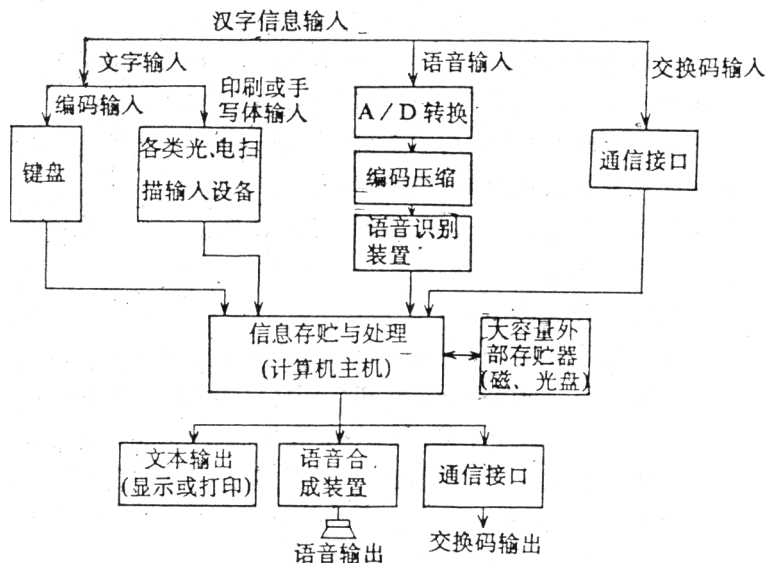 汉字信息输入
文字输入
语音输入
交换码输入
编码输入
印刷或手
写体输入
键盘
各类光、电扫
描输入设备
A/D转换
编码压缩
语音识别
装置
通信接口
信息存贮与处理
(计算机主机)
大容量外
部存贮器
(磁、光盘)
文本输出
(显示或打印)
语音合
成装置
通信接口
语音输出
交换码输出